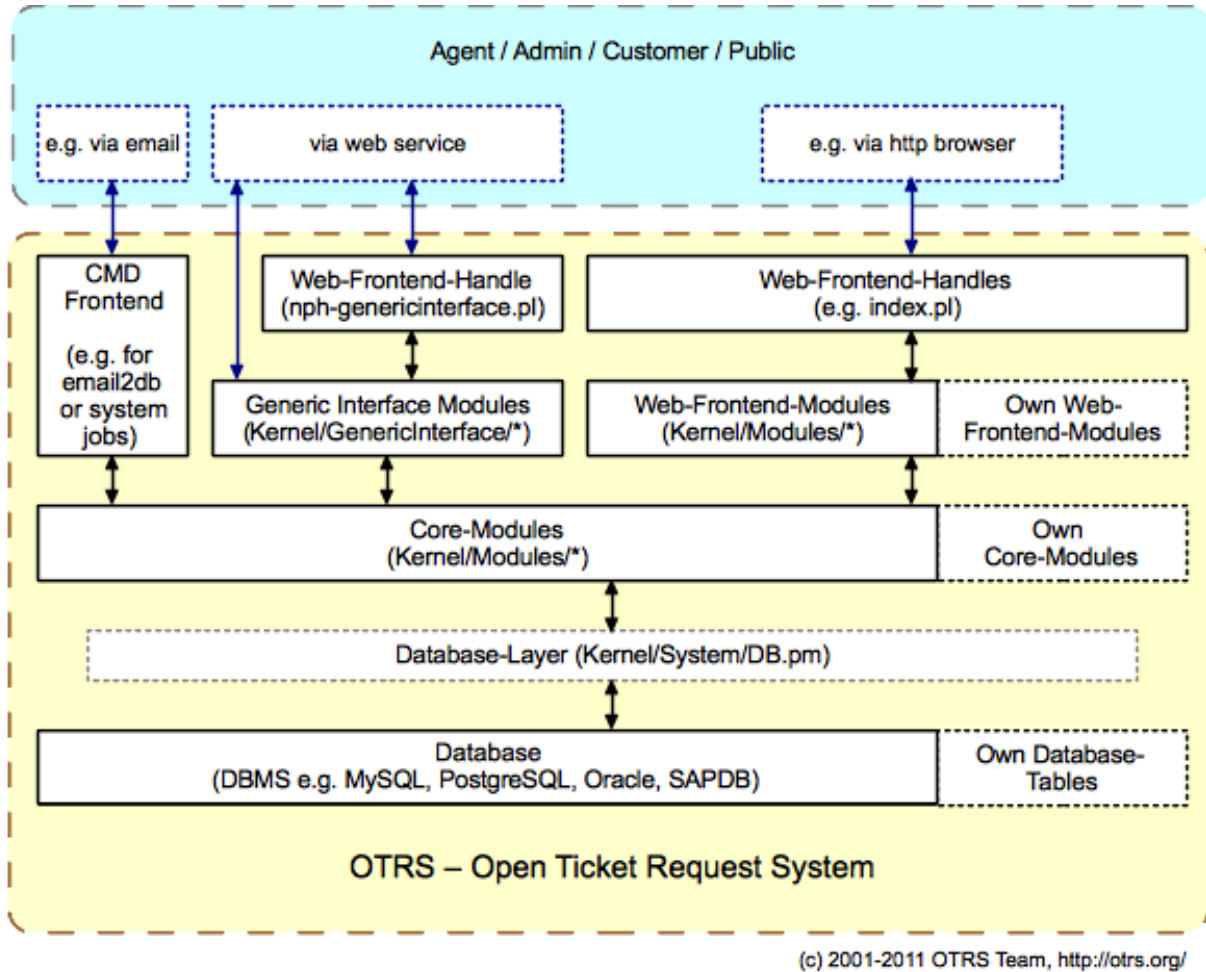 Agent / Admin / Customer / Public
e.g. via email
via web service
e.g. via http browser
CMD
Frontend
(e.g. for
email2db
or system
jobs)
Web-Frontend-Handle
(nph-genericinterface.pl)
Web-Frontend-Handles
(e.g. index.pl)
Generic Interface Modules
(Kernel/GenericInterface/*)
Web-Frontend-Modules
(Kernel/Modules/*)
Own Web-
Frontend-Modules
Core-Modules
(Kernel/Modules/*)
Own
Core-Modules
Database-Layer (Kernel/System/DB.pm)
Database
(DBMS e.g. MySQL, PostgreSQL, Oracle, SAPDB)
Own Database-
Tables
OTRS – Open Ticket Request System
(c) 2001-2011 OTRS Team, http://otrs.org/